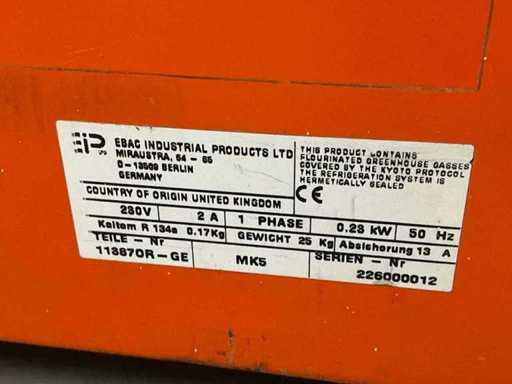 EIPS
EBAC INDUSTRIAL PRODUCTS LTD
MIRAUSTRA, 54 - 65
D-13509 BERLIN
GERMANY
THIS PRODUCT CONTAINS
FLOURINATED GREENHOUSE GASSES
COVERED BY THE KYOTO PROTOCOL
THE REFRIGERATION SYSTEM IS
HERMETICALLY SEALED
CE
COUNTRY OF ORIGIN UNITED KINGDOM
230V 2 A 1 PHASE 0.23 kW 50 Hz
Kaltem R 134a 0.17Kg GEWICHT 25 Kg Absicherung 13 A
TEILE - Nr MK5 SERIEN - Nr
11367OR-GE 226000012